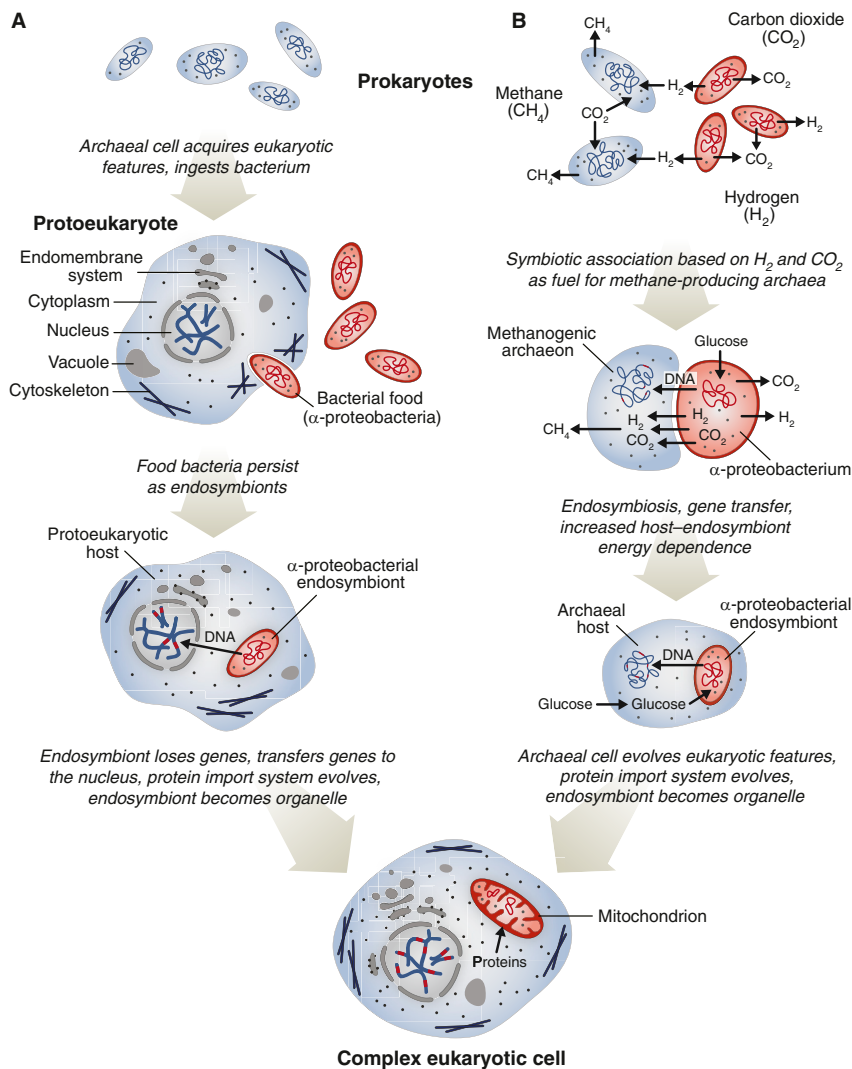 A
Prokaryotes
Archaeal cell acquires eukaryotic
features, ingests bacterium
Protoeukaryote
Endomembrane
system
Cytoplasm
Nucleus
Vacuole
Cytoskeleton
Bacterial food
(α-proteobacteria)
Food bacteria persist
as endosymbionts
Protoeukaryotic
host
α-proteobacterial
endosymbiont
DNA
Endosymbiont loses genes, transfers genes to
the nucleus, protein import system evolves,
endosymbiont becomes organelle
B
CH4
Carbon dioxide
(CO2)
Methane
(CH4)
H2
CO2
CO2
H2
H2
CO2
CH4
Hydrogen
(H2)
Symbiotic association based on H2 and CO2
as fuel for methane-producing archaea
Methanogenic
archaeon
Glucose
DNA
CO2
H2
H2
H2
CH4
CO2
CO2
α-proteobacterium
Endosymbiosis, gene transfer,
increased host–endosymbiont
energy dependence
Archaeal
host
α-proteobacterial
endosymbiont
DNA
Glucose
Glucose
Archaeal cell evolves eukaryotic features,
protein import system evolves,
endosymbiont becomes organelle
Mitochondrion
Proteins
Complex eukaryotic cell